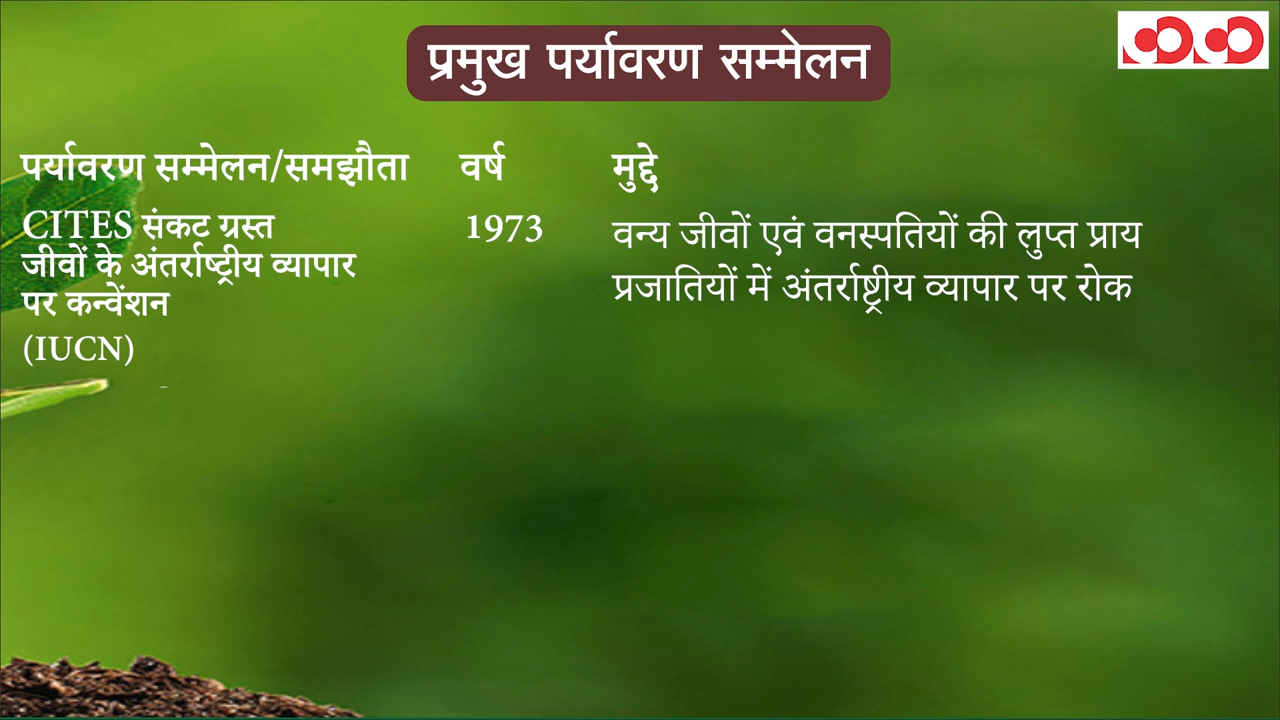 प्रमुख पर्यावरण सम्मेलन
पर्यावरण सम्मेलन/समझौता वर्ष मुद्दे
CITES संकट ग्रस्त 1973 वन्य जीवों एवं वनस्पतियों की लुप्त प्राय
जीवों के अंतर्राष्ट्रीय व्यापार प्रजातियों में अंतर्राष्ट्रीय व्यापार पर रोक
पर कन्वेंशन
(IUCN)